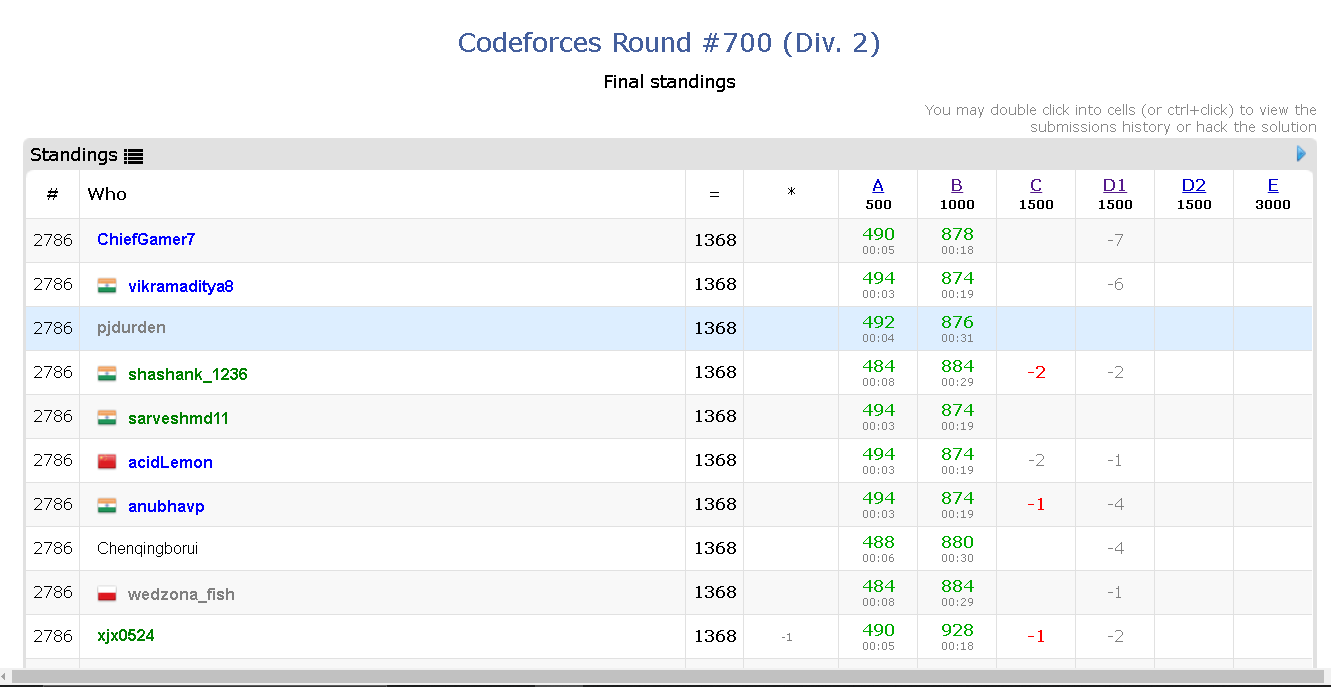 Codeforces Round #700 (Div. 2)
Final standings
You may double click into cells (or ctrl+click) to view the
submissions history or hack the solution
Standings
# Who = * A B C D1 D2 E
500 1000 1500 1500 1500 3000
2786 ChiefGamer7 1368 490 878 -7
00:05 00:18
2786 vikramaditya8 1368 494 874 -6
00:03 00:19
2786 pjdurden 1368 492 876
00:04 00:31
2786 shashank_1236 1368 484 884 -2 -2
00:08 00:29
2786 sarveshmd11 1368 494 874
00:03 00:19
2786 acidLemon 1368 494 874 -2 -1
00:03 00:19
2786 anubhavp 1368 494 874 -1 -4
00:03 00:19
2786 Chenqingborui 1368 488 880 -4
00:06 00:30
2786 wedzona_fish 1368 484 884 -1
00:08 00:29
2786 xjx0524 1368 -1 490 928 -1 -2
00:05 00:18